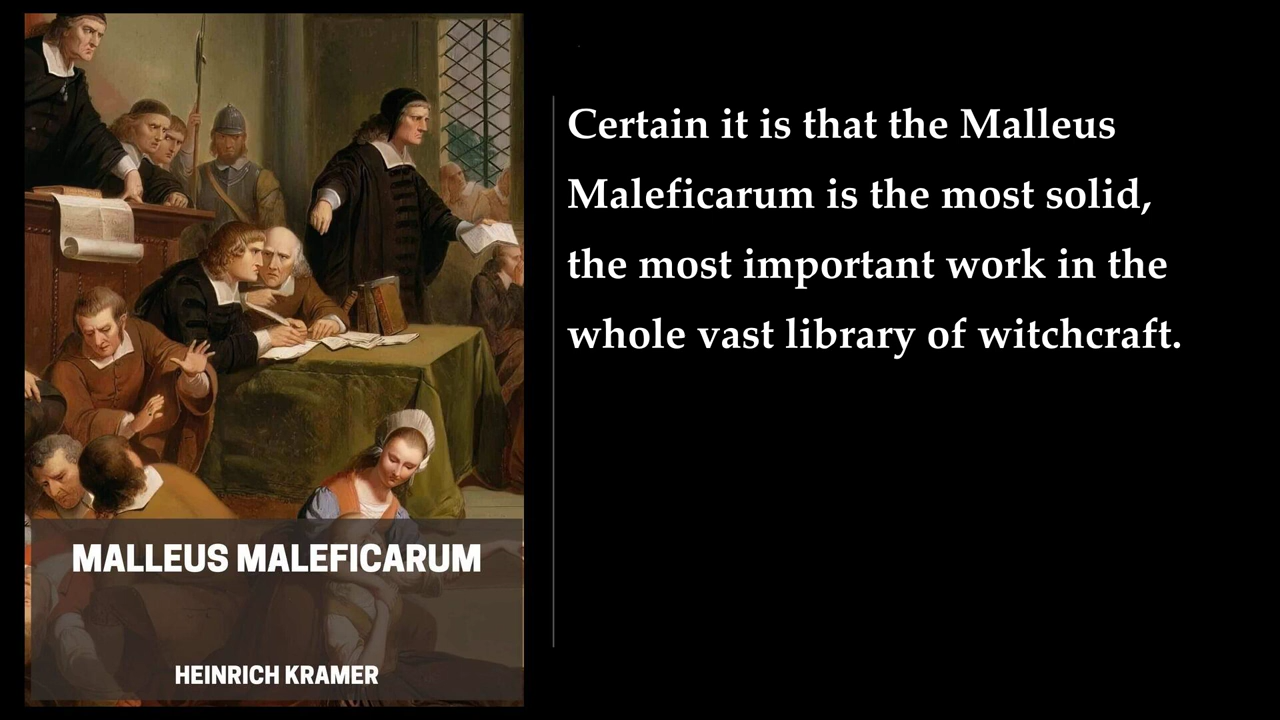 MALLEUS MALEFICARUM
HEINRICH KRAMER
Certain it is that the Malleus
Maleficarum is the most solid,
the most important work in the
whole vast library of witchcraft.